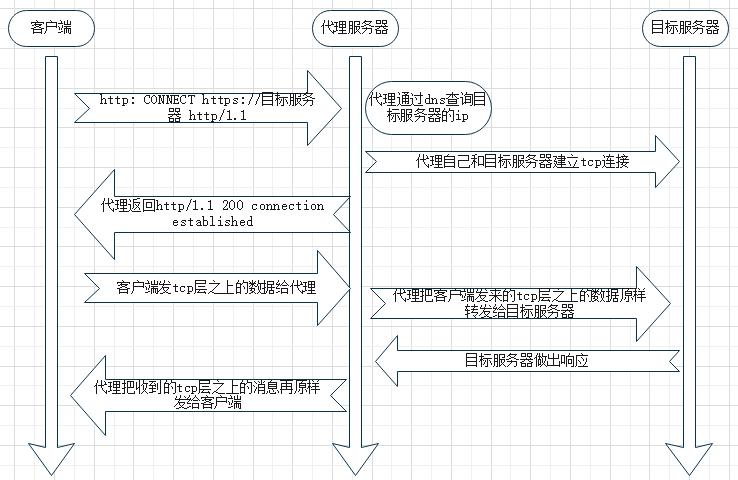 客户端
代理服务器
目标服务器
http: CONNECT https://目标服务
器 http/1.1
代理通过dns查询目
标服务器的ip
代理自己和目标服务器建立tcp连接
代理返回http/1.1 200 connection
established
客户端发tcp层之上的数据给代理
代理把客户端发来的tcp层之上的数据原样
转发给目标服务器
目标服务器做出响应
代理把收到的tcp层之上的消息再原样
发给客户端